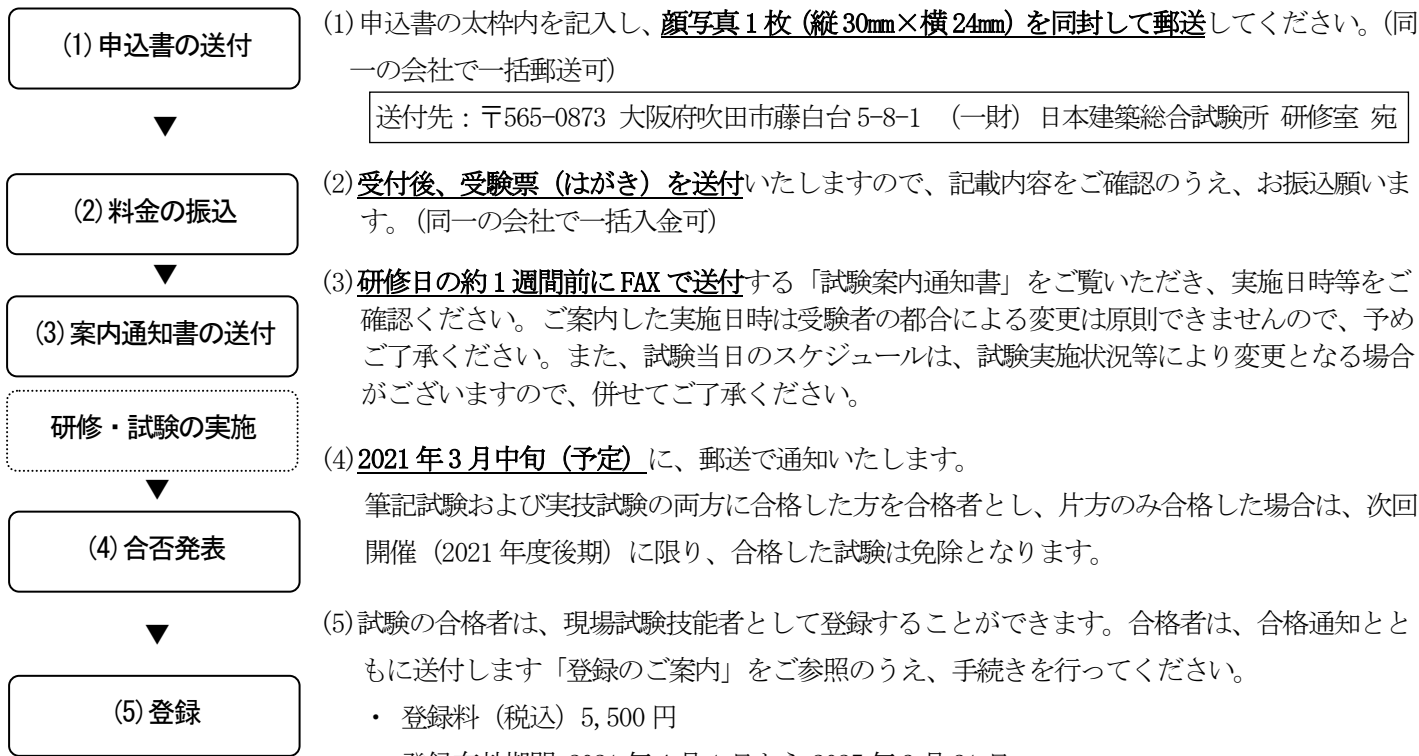 (1)申込書の送付
▼
(2)料金の振込
▼
(3)案内通知書の送付
研修・試験の実施
▼
(4)合否発表
▼
(5)登録
(1)申込書の太枠内を記入し、顔写真1枚（縦30mm×横24mm）を同封して郵送してください。(同
一の会社で一括郵送可)
送付先：〒565-0873 大阪府吹田市藤白台5-8-1 （一財）日本建築総合試験所 研修室 宛
(2)受付後、受験票（はがき）を送付いたしますので、記載内容をご確認のうえ、お振込願いま
す。(同一の会社で一括入金可)
(3)研修日の約1週間前にFAXで送付する「試験案内通知書」をご覧いただき、実施日時等をご
確認ください。ご案内した実施日時は受験者の都合による変更は原則できませんので、予め
ご了承ください。また、試験当日のスケジュールは、試験実施状況等により変更となる場合
がございますので、併せてご了承ください。
(4)2021年3月中旬（予定）に、郵送で通知いたします。
筆記試験および実技試験の両方に合格した方を合格者とし、片方のみ合格した場合は、次回
開催（2021年度後期）に限り、合格した試験は免除となります。
(5)試験の合格者は、現場試験技能者として登録することができます。合格者は、合格通知とと
もに送付します「登録のご案内」をご参照のうえ、手続きを行ってください。
・ 登録料（税込）5,500円